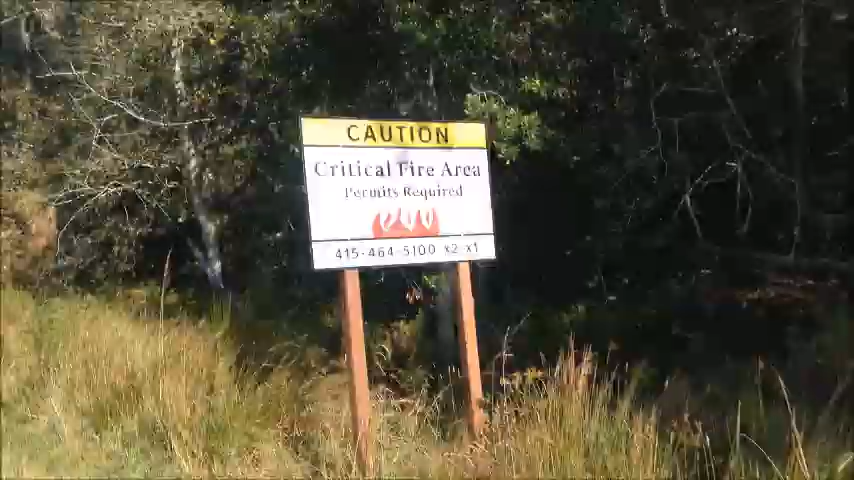 CAUTION
Critical Fire Area
Permits Required
415-464-5100 x2 x1